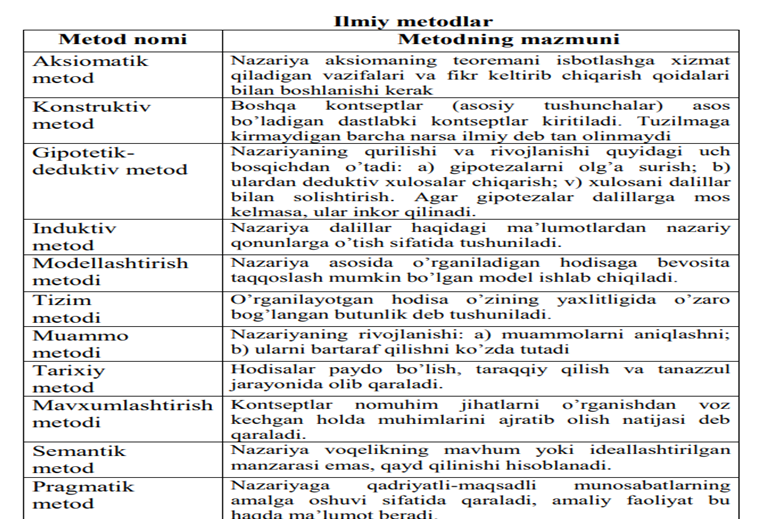 Ilmiy metodlar
Metod nomi
Metodning mazmuni
Aksiomatik
metod
Nazariya aksiomaning teoremani isbotlashga xizmat
qiladigan vazifalari va fikr keltirib chiqarish qoidalari
bilan boshlanishi kerak
Konstruktiv
metod
Boshqa kontseptlar (asosiy tushunchalar) asos
bo’ladigan dastlabki kontseptlar kiritiladi. Tuzilmaga
kirmaydigan barcha narsa ilmiy deb tan olinmaydi
Gipotetik-
deduktiv metod
Nazariyaning qurilishi va rivojlanishi quyidagi uch
bosqichdan o’tadi: a) gipotezalarni olg’a surish; b)
ulardan deduktiv xulosalar chiqarish; v) xulosani dalillar
bilan solishtirish. Agar gipotezalar dalillarga mos
kelmasa, ular inkor qilinadi.
Induktiv
metod
Nazariya dalillar haqidagi ma’lumotlardan nazariy
qonunlarga o’tish sifatida tushuniladi.
Modellashtirish
metodi
Nazariya asosida o’rganiladigan hodisaga bevosita
taqqoslash mumkin bo’lgan model ishlab chiqiladi.
Tizim
metodi
O’rganilayotgan hodisa o’zining yaxlitligida o’zaro
bog’langan butunlik deb tushuniladi.
Muammo
metodi
Nazariyaning rivojlanishi: a) muammolarni aniqlashni;
b) ularni bartaraf qilishni ko’zda tutadi
Tarixiy
metod
Hodisalar paydo bo’lish, taraqqiy qilish va tanazzul
jarayonida olib qaraladi.
Mavxumlashtirish
metodi
Kontseptlar nomuhim jihatlarni o’rganishdan voz
kechgan holda muhimlarini ajratib olish natijasi deb
qaraladi.
Semantik
metod
Nazariya voqelikning mavhum yoki ideallashtirilgan
manzarasi emas, qayd qilinishi hisoblanadi.
Pragmatik
metod
Nazariyaga qadriyatli-maqsadli munosabatlarning
amalga oshuvi sifatida qaraladi, amaliy faoliyat bu
haqda ma’lumot beradi.